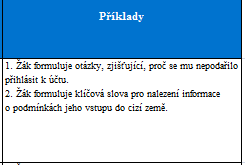 Příklady
1. Žák formuluje otázky, zjišťující, proč se mu nepodařilo
přihlásit k účtu.
2. Žák formuluje klíčová slova pro nalezení informace
o podmínkách jeho vstupu do cizí země.